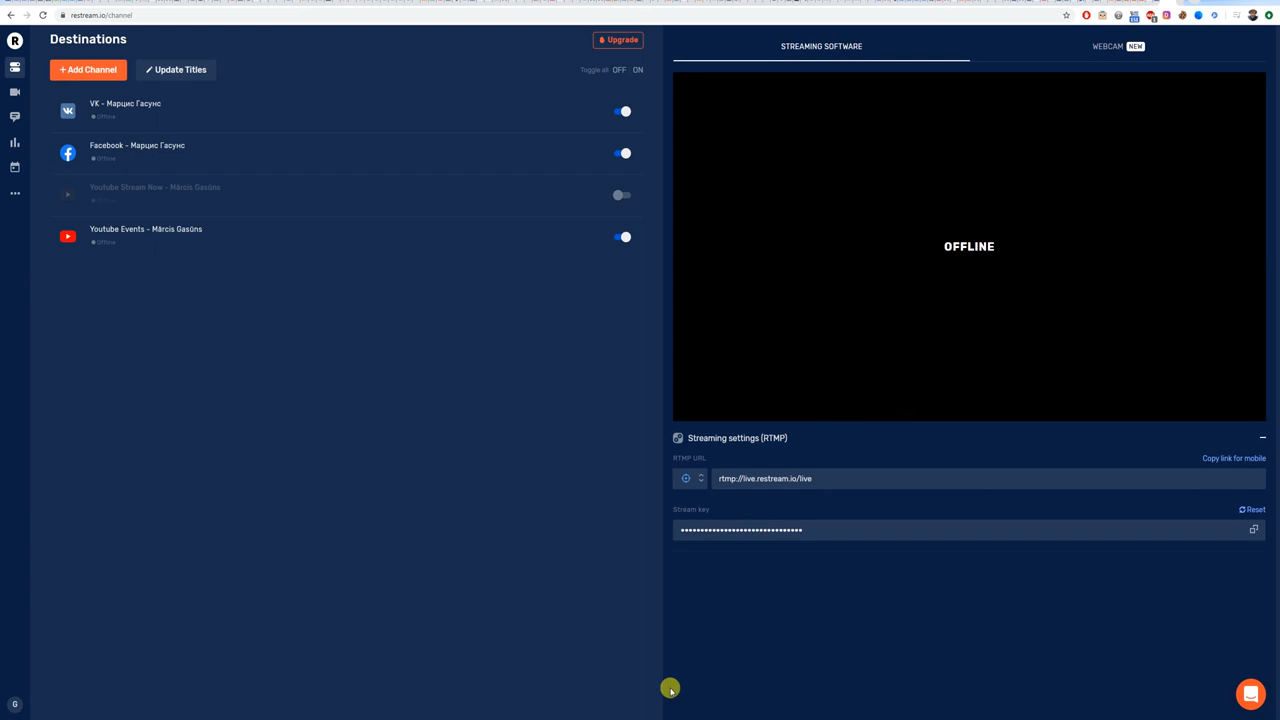 restream.io/channel
Destinations
Upgrade
+ Add Channel
Update Titles
Toggle all OFF ON
VK - Марцис Гасунс
Offline
Facebook - Марцис Гасунс
Offline
Youtube Stream Now - Mārcis Gasūns
Youtube Events - Mārcis Gasūns
Offline
STREAMING SOFTWARE
WEBCAM NEW
OFFLINE
Streaming settings (RTMP)
RTMP URL
Copy link for mobile
rtmp://live.restream.io/live
Stream key
Reset
G